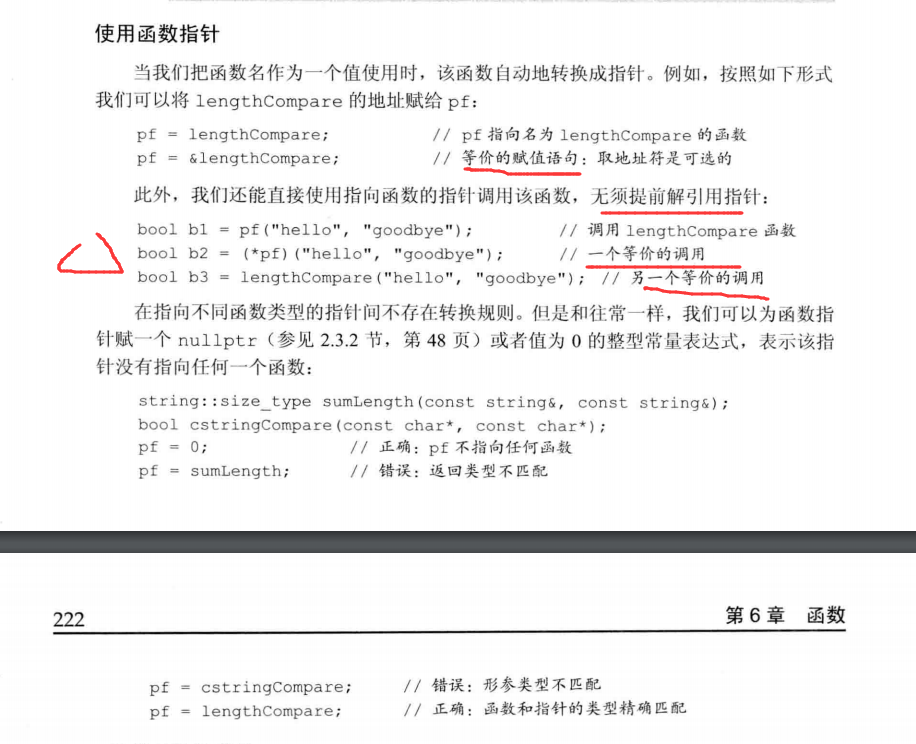 使用函数指针
当我们把函数名作为一个值使用时，该函数自动地转换成指针。例如，按照如下形式
我们可以将 lengthCompare 的地址赋给 pf：
pf = lengthCompare; // pf 指向名为 lengthCompare 的函数
pf = &lengthCompare; // 等价的赋值语句：取地址符是可选的
此外，我们还能直接使用指向函数的指针调用该函数，无须提前解引用指针：
bool b1 = pf("hello", "goodbye"); // 调用 lengthCompare 函数
bool b2 = (*pf)("hello", "goodbye"); // 一个等价的调用
bool b3 = lengthCompare("hello", "goodbye"); // 另一个等价的调用
在指向不同函数类型的指针间不存在转换规则。但是和往常一样，我们可以为函数指
针赋一个 nullptr（参见 2.3.2 节，第 48 页）或者值为 0 的整型常量表达式，表示该指
针没有指向任何一个函数：
string::size_type sumLength(const string&, const string&);
bool cstringCompare(const char*, const char*);
pf = 0; // 正确：pf 不指向任何函数
pf = sumLength; // 错误：返回类型不匹配
222 第 6 章 函数
pf = cstringCompare; // 错误：形参类型不匹配
pf = lengthCompare; // 正确：函数和指针的类型精确匹配